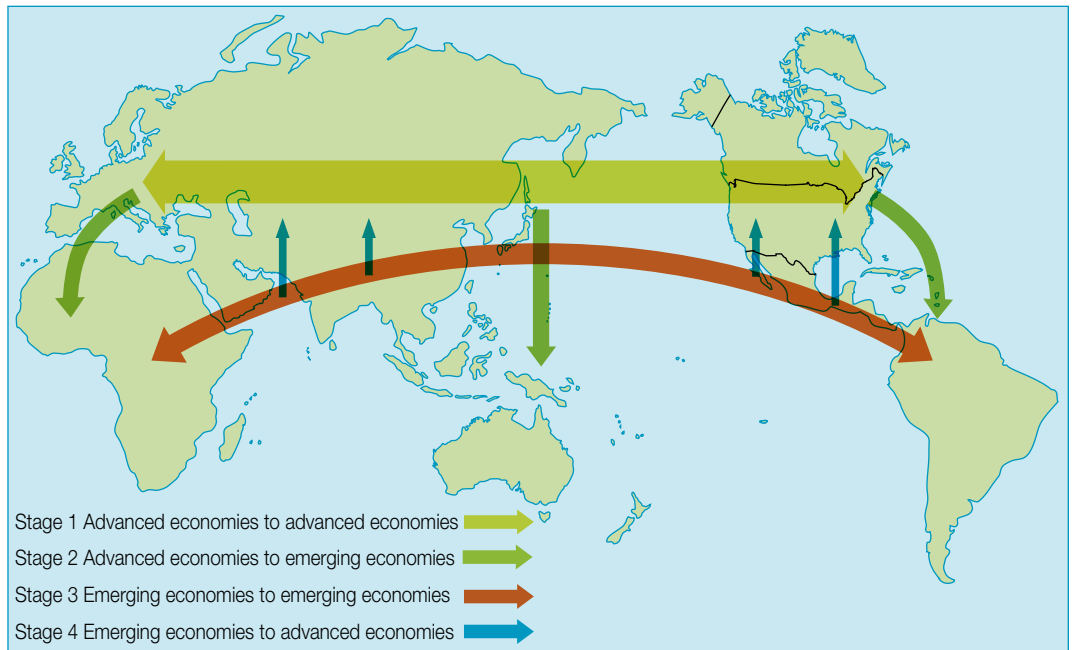 Stage 1 Advanced economies to advanced economies
Stage 2 Advanced economies to emerging economies
Stage 3 Emerging economies to emerging economies
Stage 4 Emerging economies to advanced economies